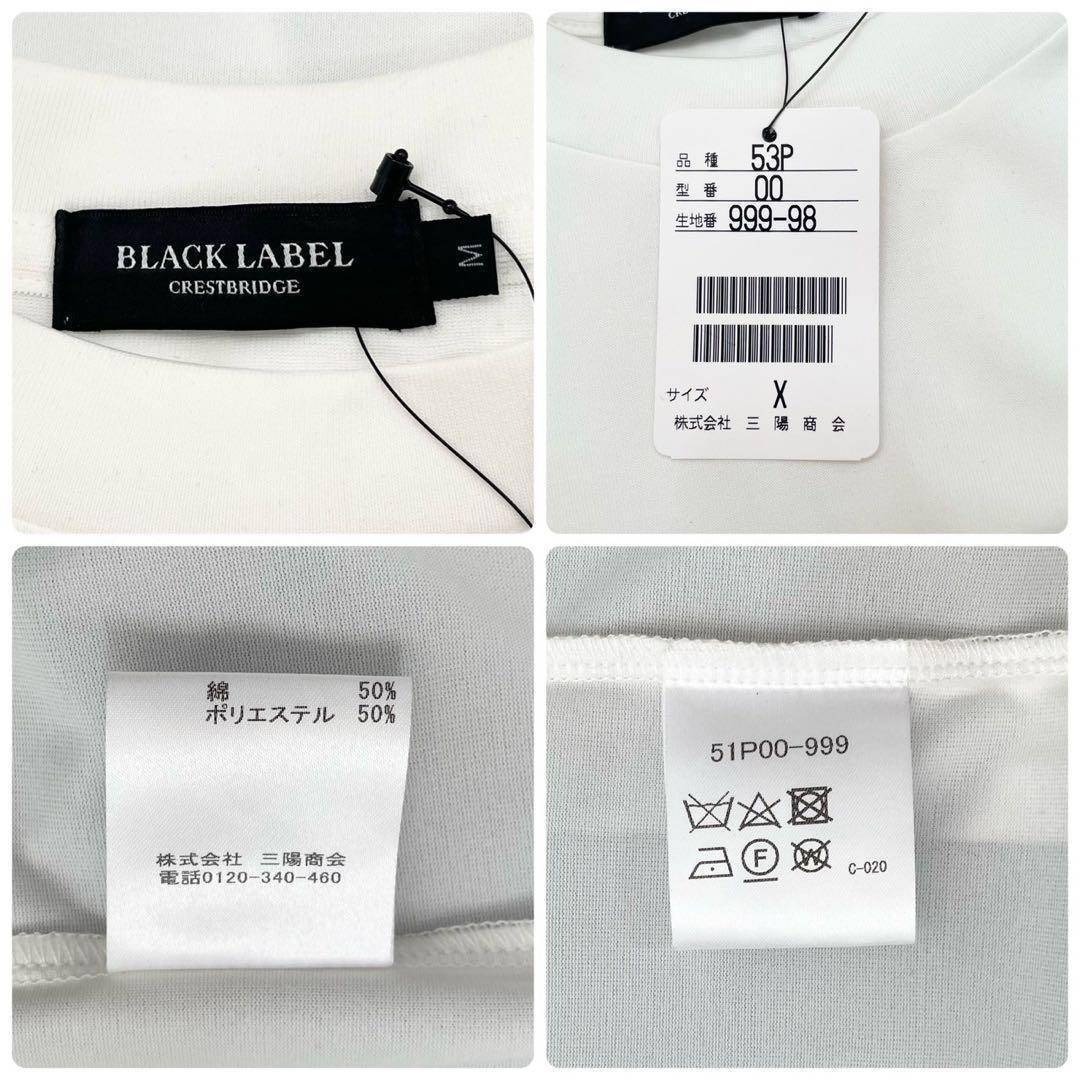 BLACK LABEL
CRESTBRIDGE
M
品種 53P
型番 00
生地番 999-98
サイズ X
株式会社 三陽商会
綿 50%
ポリエステル 50%
株式会社 三陽商会
電話0120-340-460
51P00-999
F W C-020